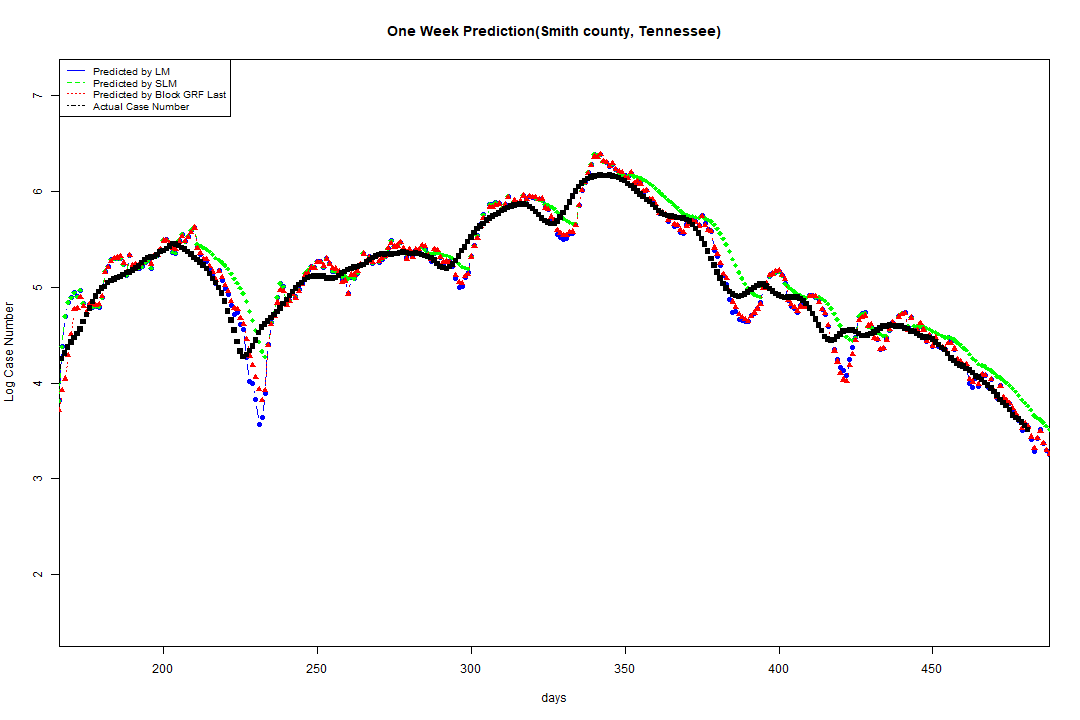 One Week Prediction(Smith county, Tennessee)
Predicted by LM
Predicted by SLM
Predicted by Block GRF Last
Actual Case Number
Log Case Number
7
6
5
4
3
2
200 250 300 350 400 450
days